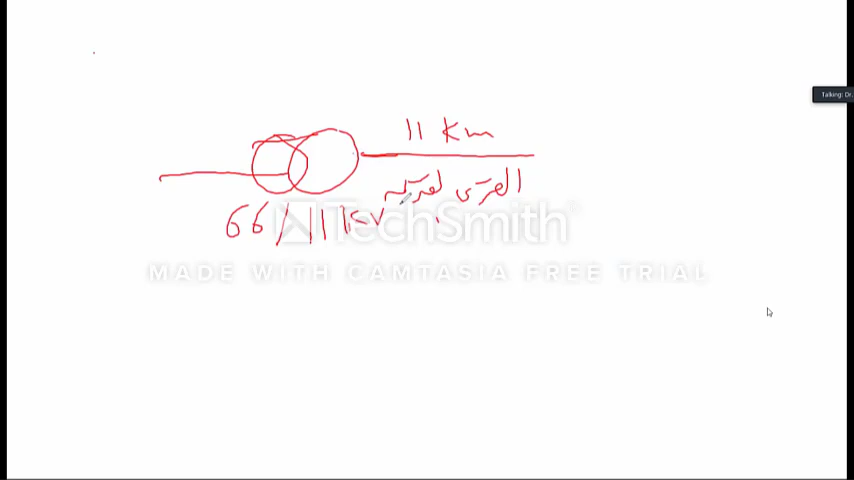 11 Km
66/11 KV
TechSmith
MADE WITH CAMTASIA FREE TRIAL
Talking: Dr.